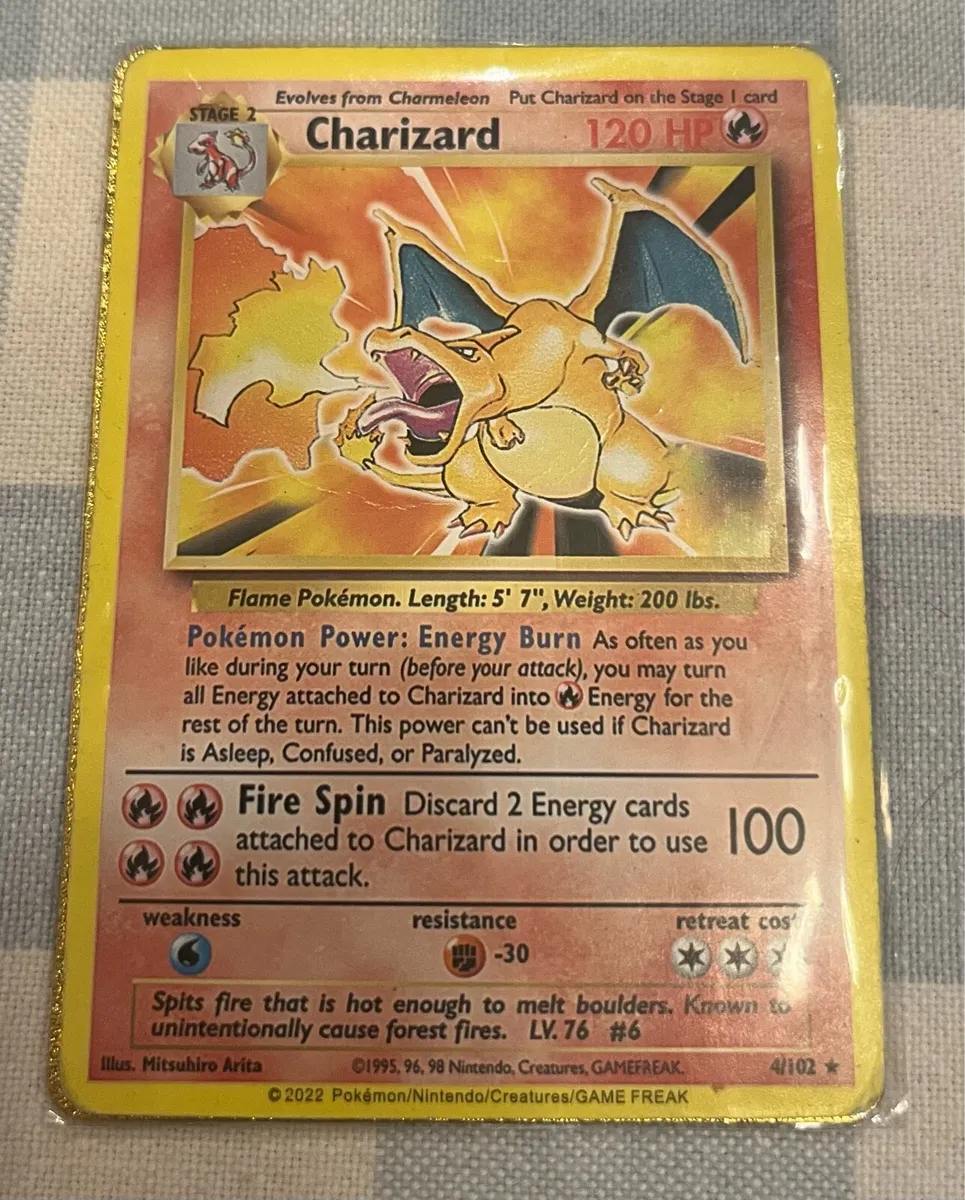 Evolves from Charmeleon Put Charizard on the Stage 1 card
STAGE 2
Charizard 120 HP
Flame Pokémon. Length: 5' 7", Weight: 200 lbs.
Pokémon Power: Energy Burn As often as you
like during your turn (before your attack), you may turn
all Energy attached to Charizard into Energy for the
rest of the turn. This power can't be used if Charizard
is Asleep, Confused, or Paralyzed.
Fire Spin Discard 2 Energy cards
attached to Charizard in order to use 100
this attack.
weakness resistance retreat cost
-30
Spits fire that is hot enough to melt boulders. Known to
unintentionally cause forest fires. LV. 76 #6
Illus. Mitsuhiro Arita ©1995, 96, 98 Nintendo, Creatures, GAMEFREAK. 4/102 ★
© 2022 Pokémon/Nintendo/Creatures/GAME FREAK